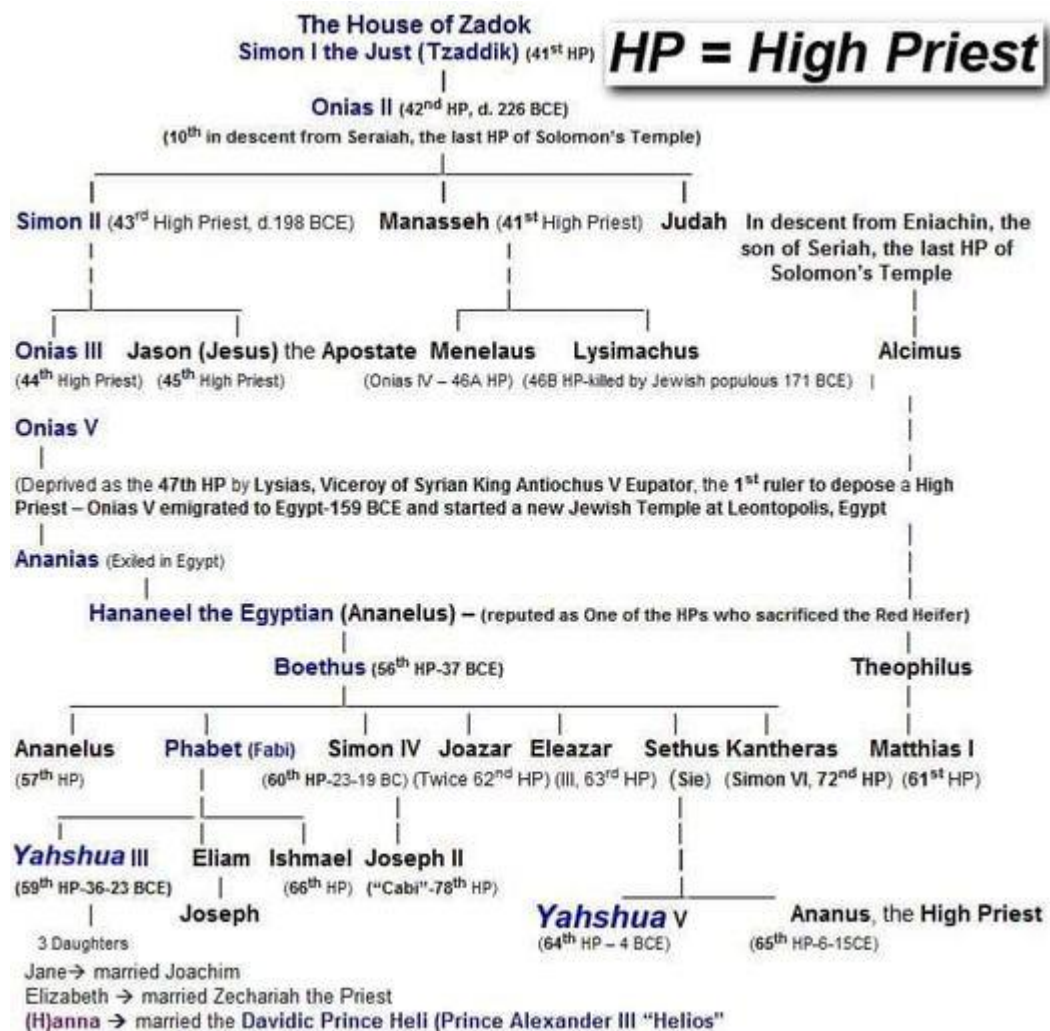 The House of Zadok
Simon I the Just (Tzaddik) (41st HP)
HP = High Priest
Onias II (42nd HP, d. 226 BCE)
(10th in descent from Seraiah, the last HP of Solomon's Temple)
Simon II (43rd High Priest, d.198 BCE) Manasseh (41st High Priest) Judah In descent from Eniachin, the
son of Seriah, the last HP of
Solomon's Temple
Onias III Jason (Jesus) the Apostate Menelaus Lysimachus Alcimus
(44th High Priest) (45th High Priest) (Onias IV – 46A HP) (46B HP-killed by Jewish populous 171 BCE)
Onias V
(Deprived as the 47th HP by Lysias, Viceroy of Syrian King Antiochus V Eupator, the 1st ruler to depose a High
Priest – Onias V emigrated to Egypt-159 BCE and started a new Jewish Temple at Leontopolis, Egypt
Ananias (Exiled in Egypt)
Hananeel the Egyptian (Ananelus) – (reputed as One of the HPs who sacrificed the Red Heifer)
Boethus (56th HP-37 BCE) Theophilus
Ananelus Phabet (Fabi) Simon IV Joazar Eleazar Sethus Kantheras Matthias I
(57th HP) (60th HP-23-19 BC) (Twice 62nd HP) (III, 63rd HP) (Sie) (Simon VI, 72nd HP) (61st HP)
Yahshua III Eliam Ishmael Joseph II
(59th HP-36-23 BCE) (66th HP) ("Cabi"-78th HP)
Joseph Yahshua V Ananus, the High Priest
(64th HP – 4 BCE) (65th HP-6-15CE)
3 Daughters
Jane→ married Joachim
Elizabeth → married Zechariah the Priest
(H)anna → married the Davidic Prince Heli (Prince Alexander III "Helios"